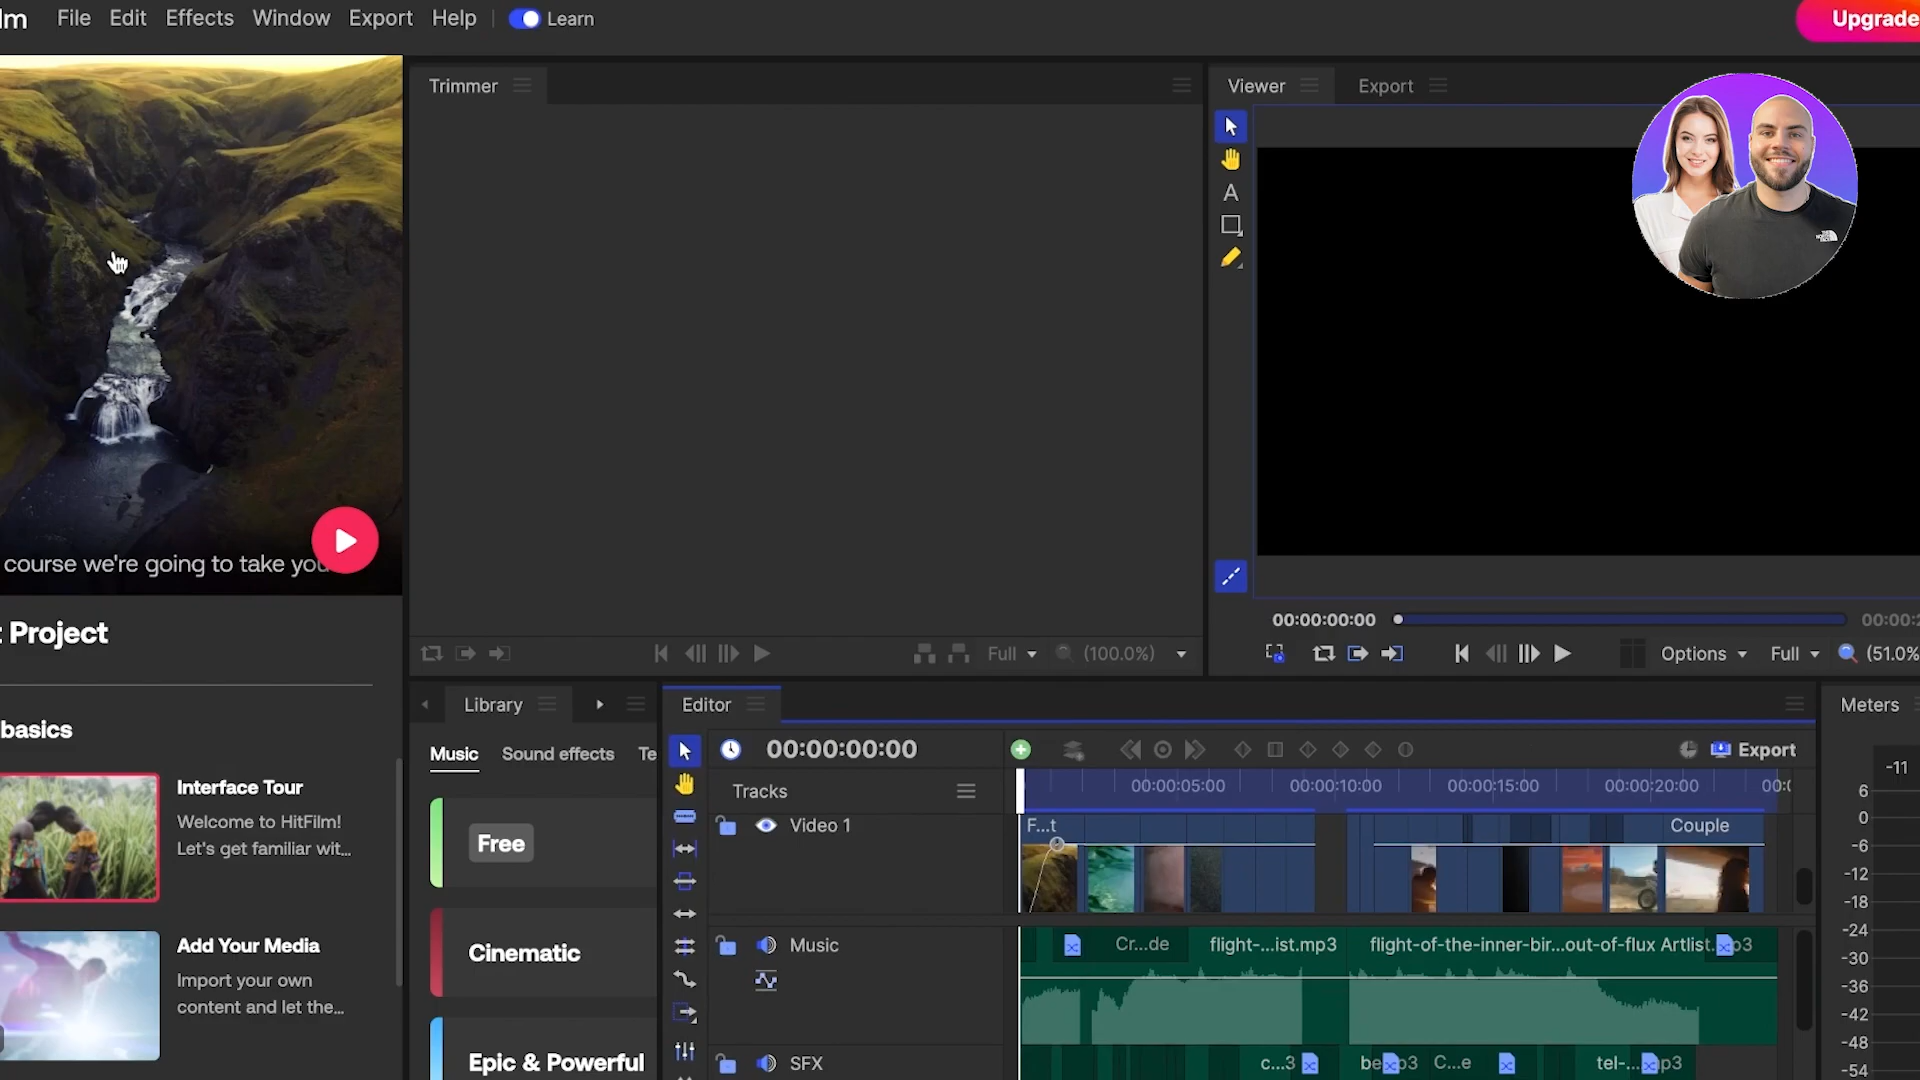 lm File Edit Effects Window Export Help Learn
Upgrade
Trimmer
Viewer
Export
course we're going to take you
Project
basics
Interface Tour
Welcome to HitFilm!
Let's get familiar wit...
Add Your Media
Import your own
content and let the...
Full
(100.0%)
00:00:00:00
00:00:2
Options
Full
(51.0%
Library
Music
Sound effects
Te
Free
Cinematic
Epic & Powerful
Editor
00:00:00:00
Export
Tracks
00:00:05:00
00:00:10:00
00:00:15:00
00:00:20:00
00:0
Video 1
F...t
Couple
Music
Cr...de
flight-...ist.mp3
flight-of-the-inner-bir...out-of-flux Artlist.
p3
SFX
c...3
be
p3
C...e
tel-...
p3
Meters
-11
6
0
-6
-12
-18
-24
-30
-36
-42
-48
-54